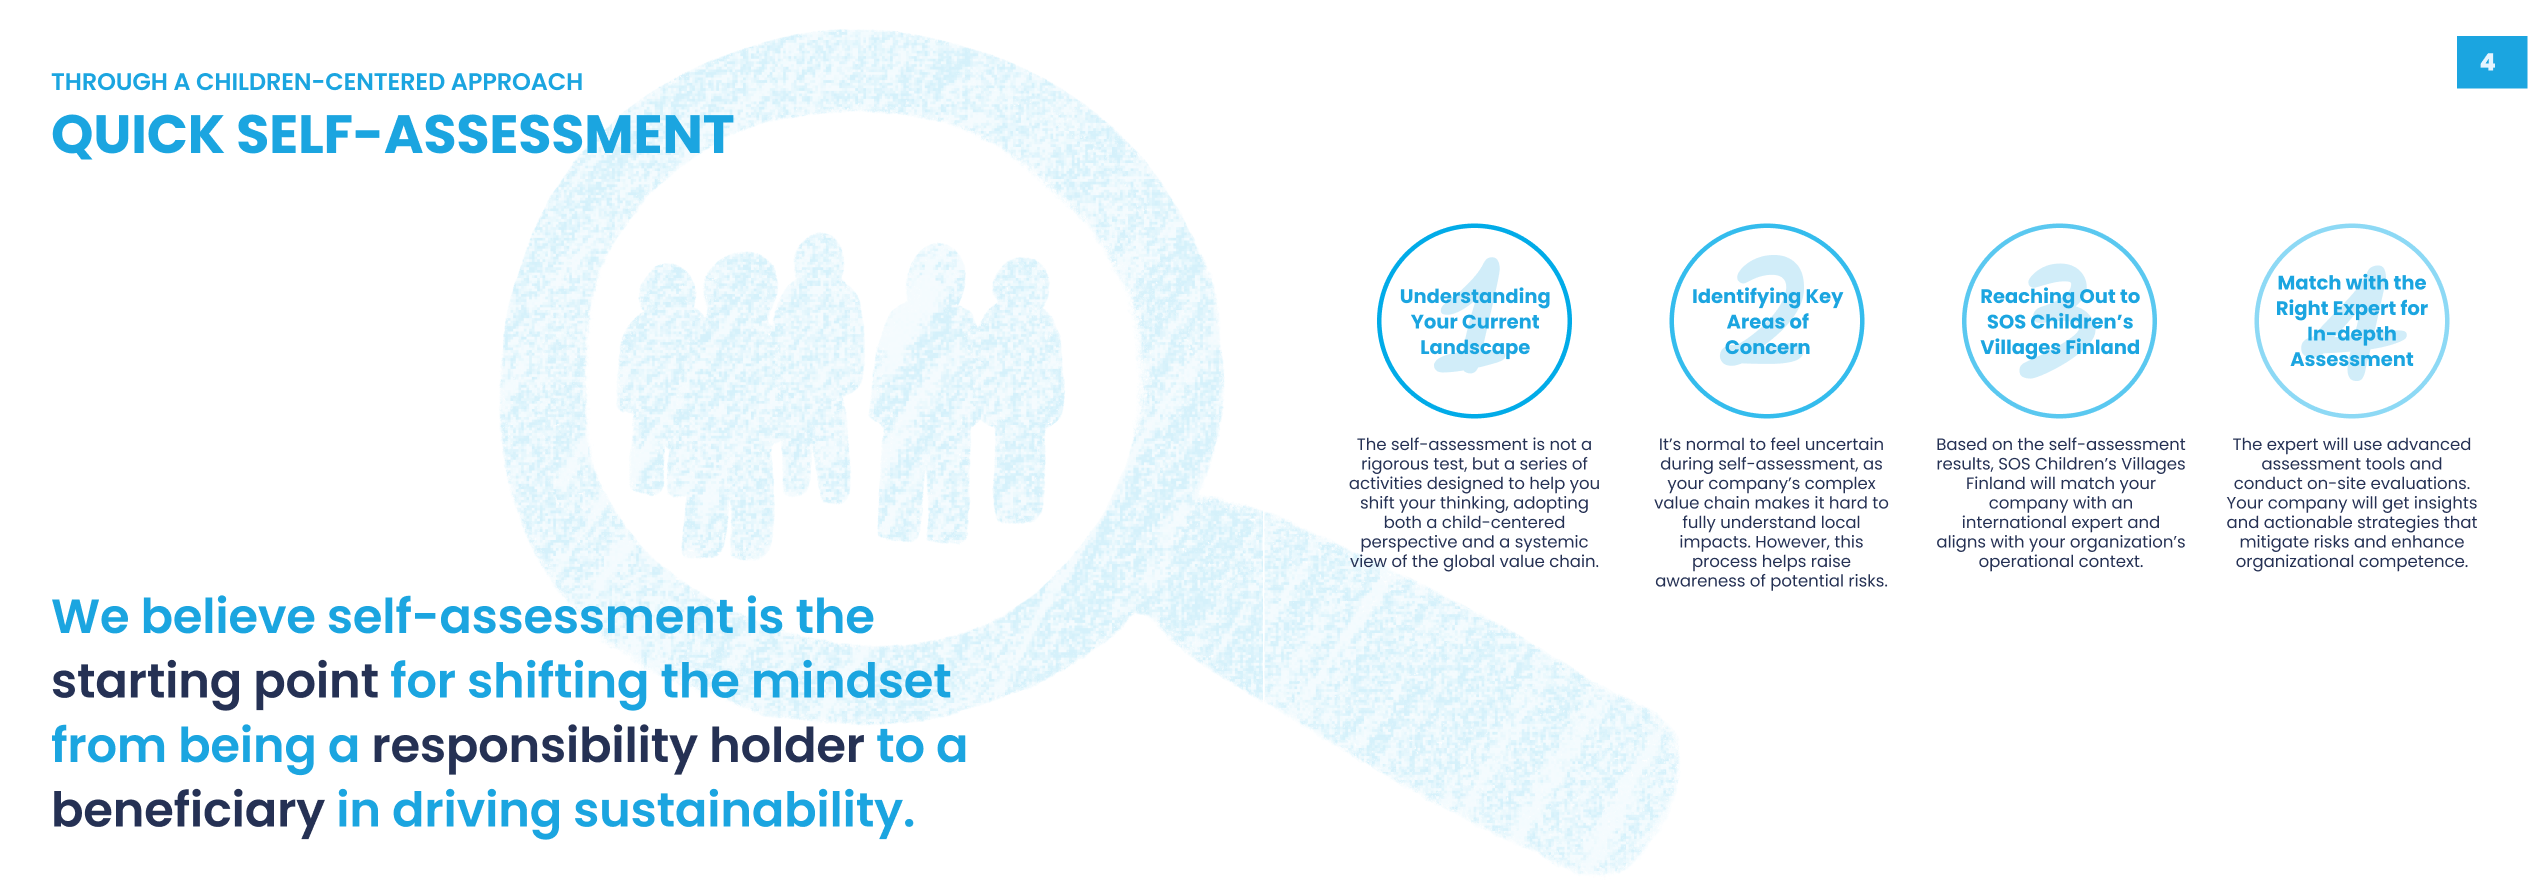 THROUGH A CHILDREN-CENTERED APPROACH
QUICK SELF-ASSESSMENT
4
We believe self-assessment is the
starting point for shifting the mindset
from being a responsibility holder to a
beneficiary in driving sustainability.
1
Understanding
Your Current
Landscape
The self-assessment is not a
rigorous test, but a series of
activities designed to help you
shift your thinking, adopting
both a child-centered
perspective and a systemic
view of the global value chain.
2
Identifying Key
Areas of
Concern
It’s normal to feel uncertain
during self-assessment, as
your company’s complex
value chain makes it hard to
fully understand local
impacts. However, this
process helps raise
awareness of potential risks.
3
Reaching Out to
SOS Children’s
Villages Finland
Based on the self-assessment
results, SOS Children’s Villages
Finland will match your
company with an
international expert and
aligns with your organization’s
operational context.
4
Match with the
Right Expert for
In-depth
Assessment
The expert will use advanced
assessment tools and
conduct on-site evaluations.
Your company will get insights
and actionable strategies that
mitigate risks and enhance
organizational competence.